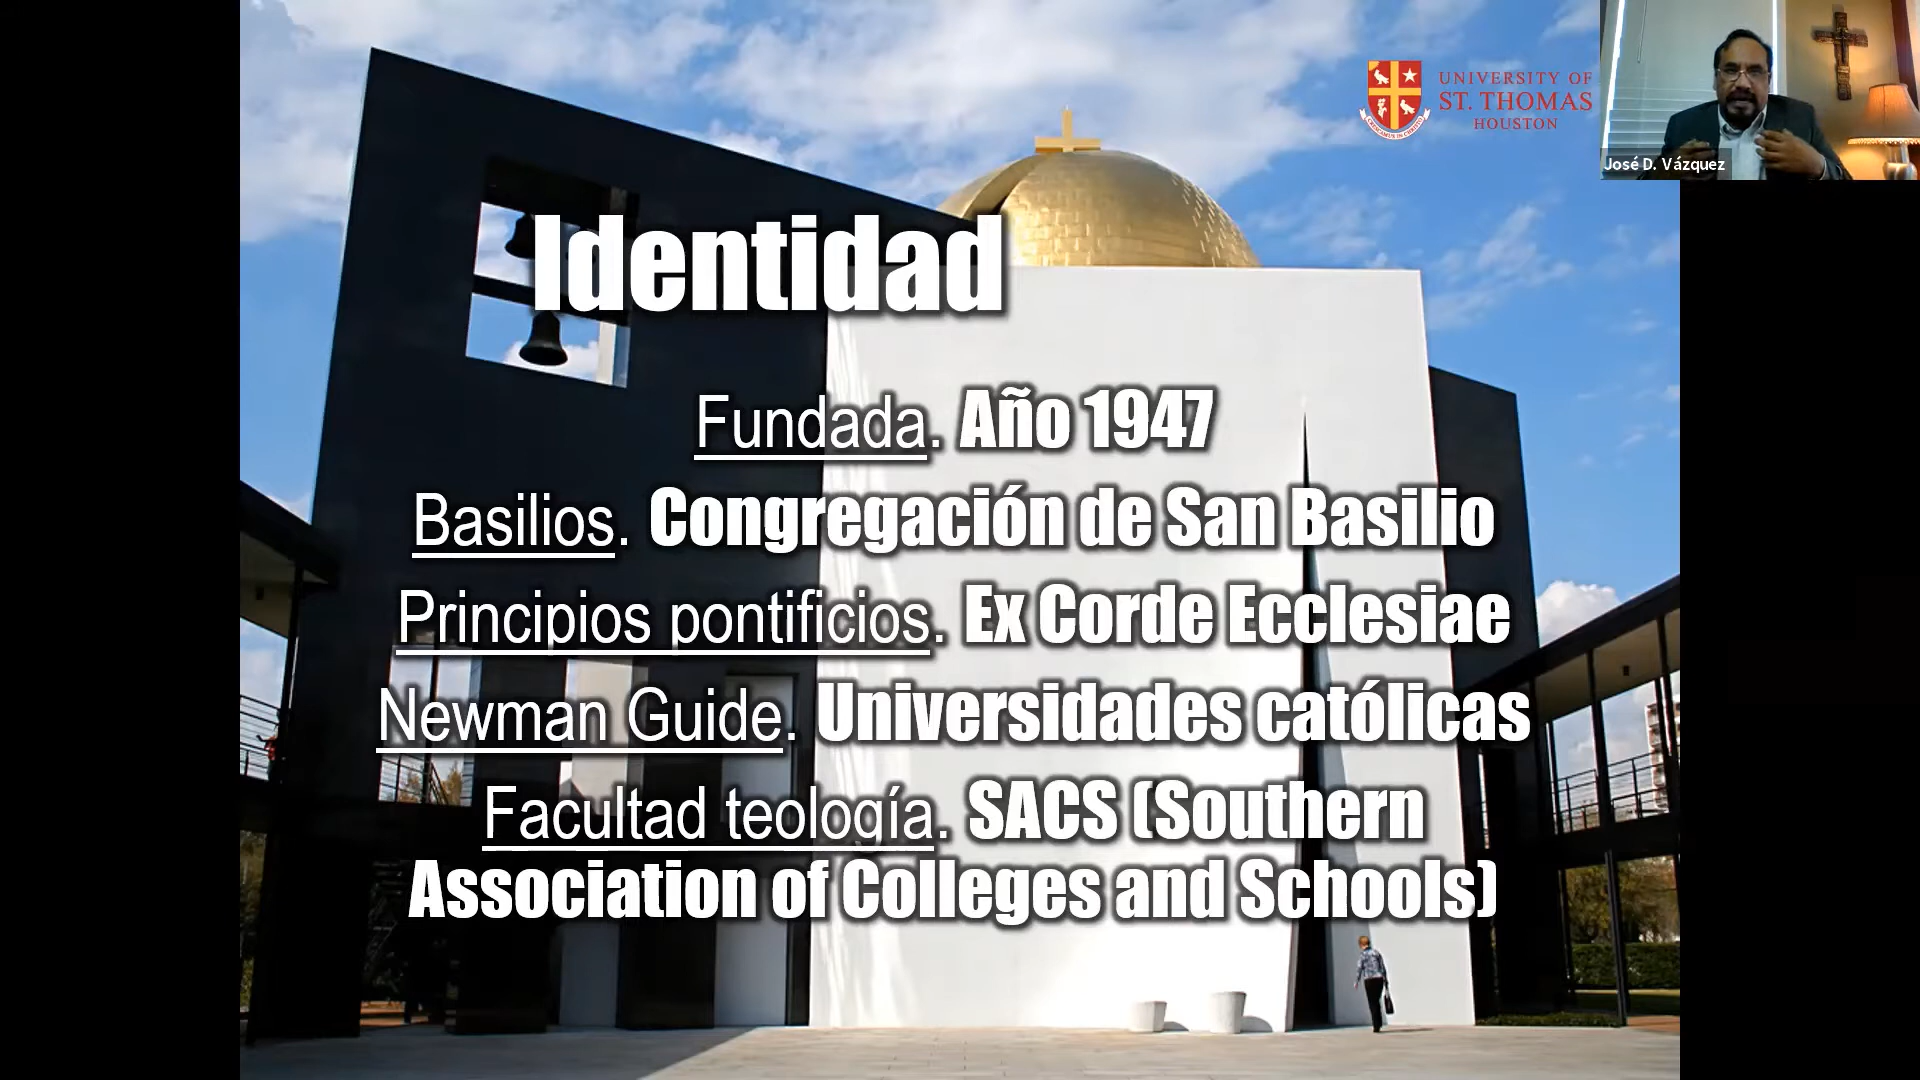 UNIVERSITY OF
ST. THOMAS
HOUSTON
José D. Vázquez
Identidad
Fundada. Año 1947
Basilios. Congregación de San Basilio
Principios pontificios. Ex Corde Ecclesiae
Newman Guide. Universidades católicas
Facultad teología. SACS (Southern
Association of Colleges and Schools)